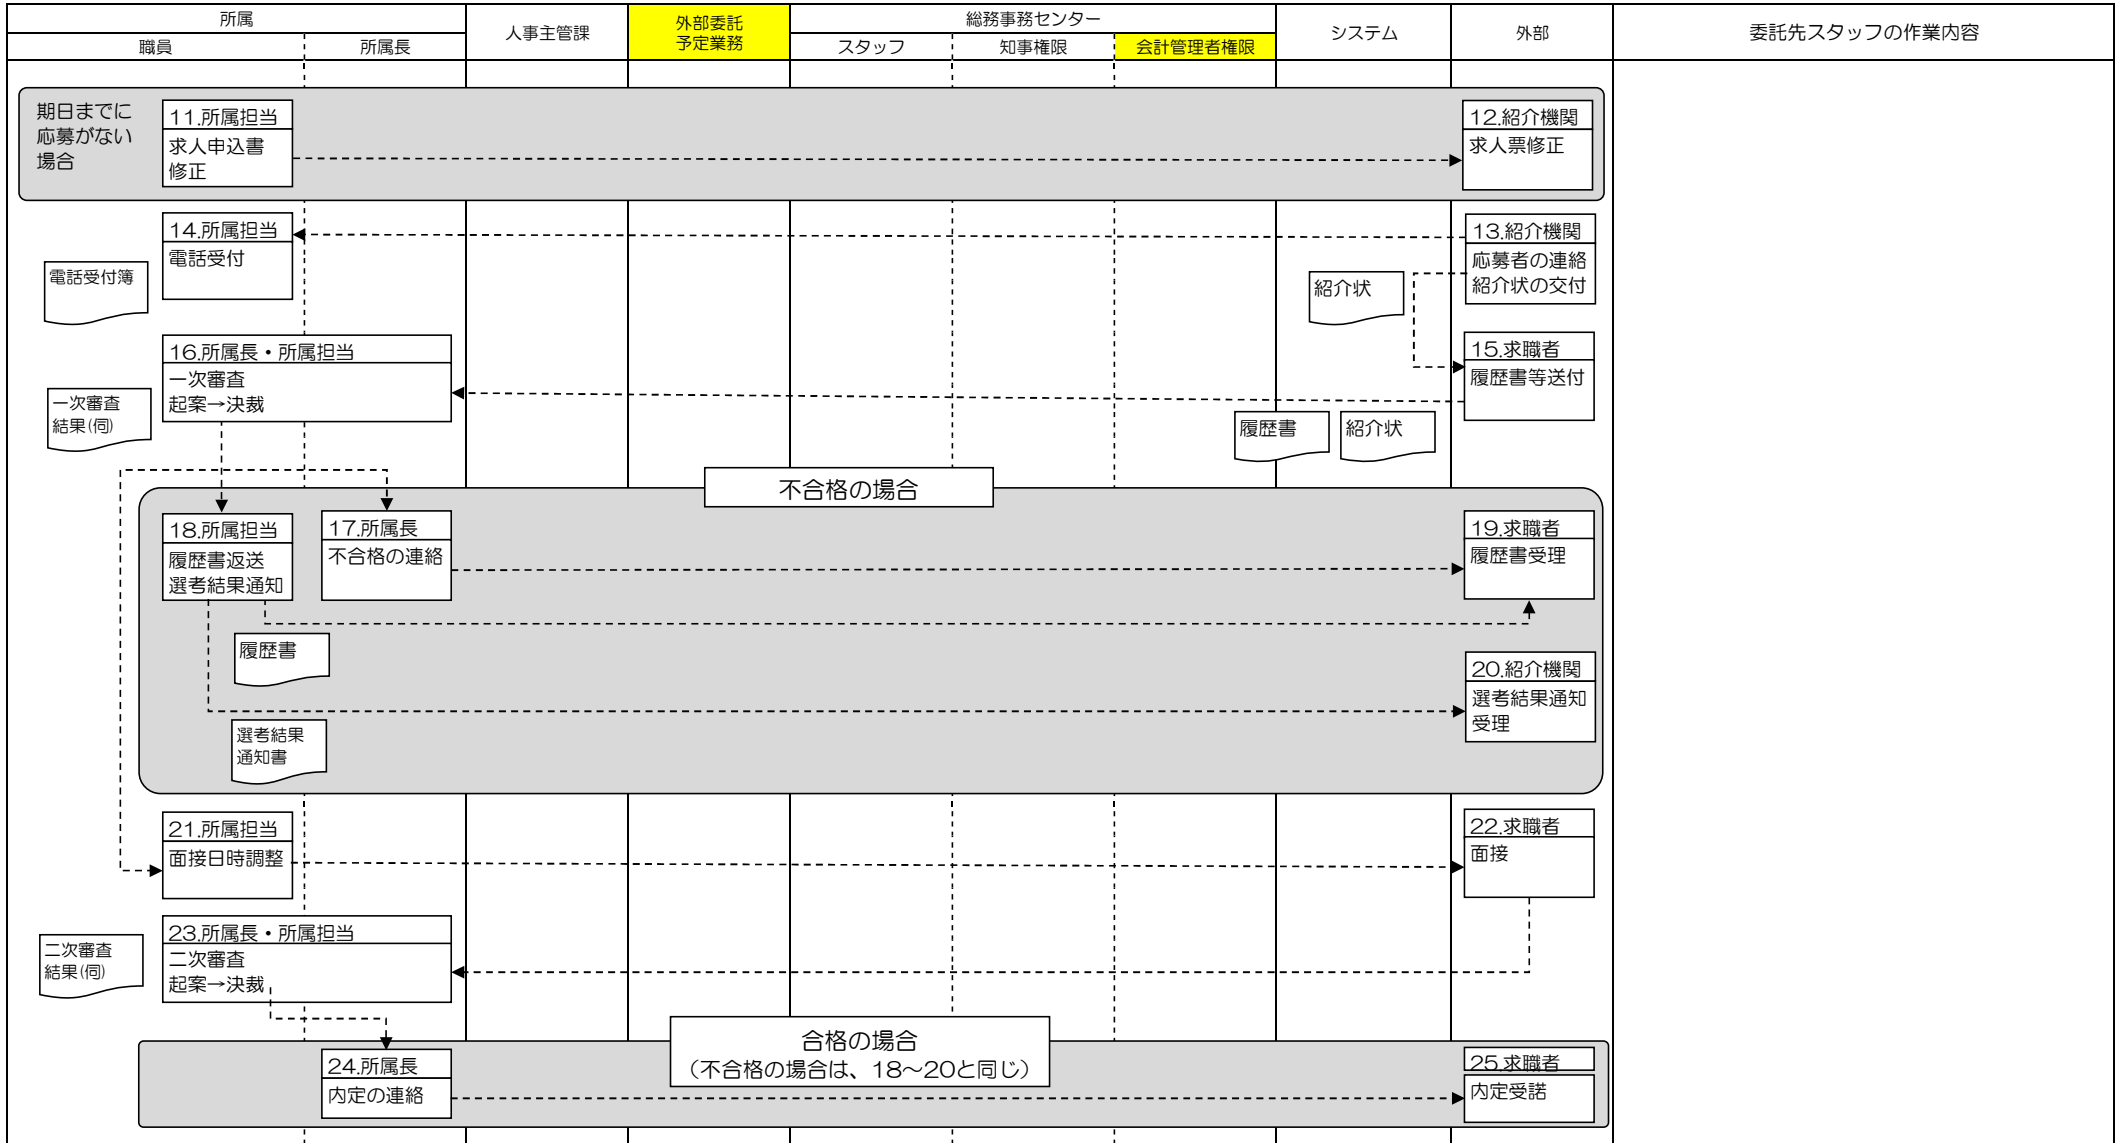 所属
職員
所属長
人事主管課
外部委託
予定業務
総務事務センター
スタッフ
知事権限
会計管理者権限
システム
外部
委託先スタッフの作業内容
期日までに
応募がない
場合
11.所属担当
求人申込書
修正
12.紹介機関
求人票修正
14.所属担当
電話受付
電話受付簿
13.紹介機関
応募者の連絡
紹介状の交付
紹介状
16.所属長・所属担当
一次審査
起案→決裁
一次審査
結果(伺)
15.求職者
履歴書等送付
履歴書
紹介状
不合格の場合
18.所属担当
履歴書返送
選考結果通知
17.所属長
不合格の連絡
19.求職者
履歴書受理
履歴書
20.紹介機関
選考結果通知
受理
選考結果
通知書
21.所属担当
面接日時調整
22.求職者
面接
23.所属長・所属担当
二次審査
起案→決裁
二次審査
結果(伺)
合格の場合
（不合格の場合は、18～20と同じ）
24.所属長
内定の連絡
25.求職者
内定受諾